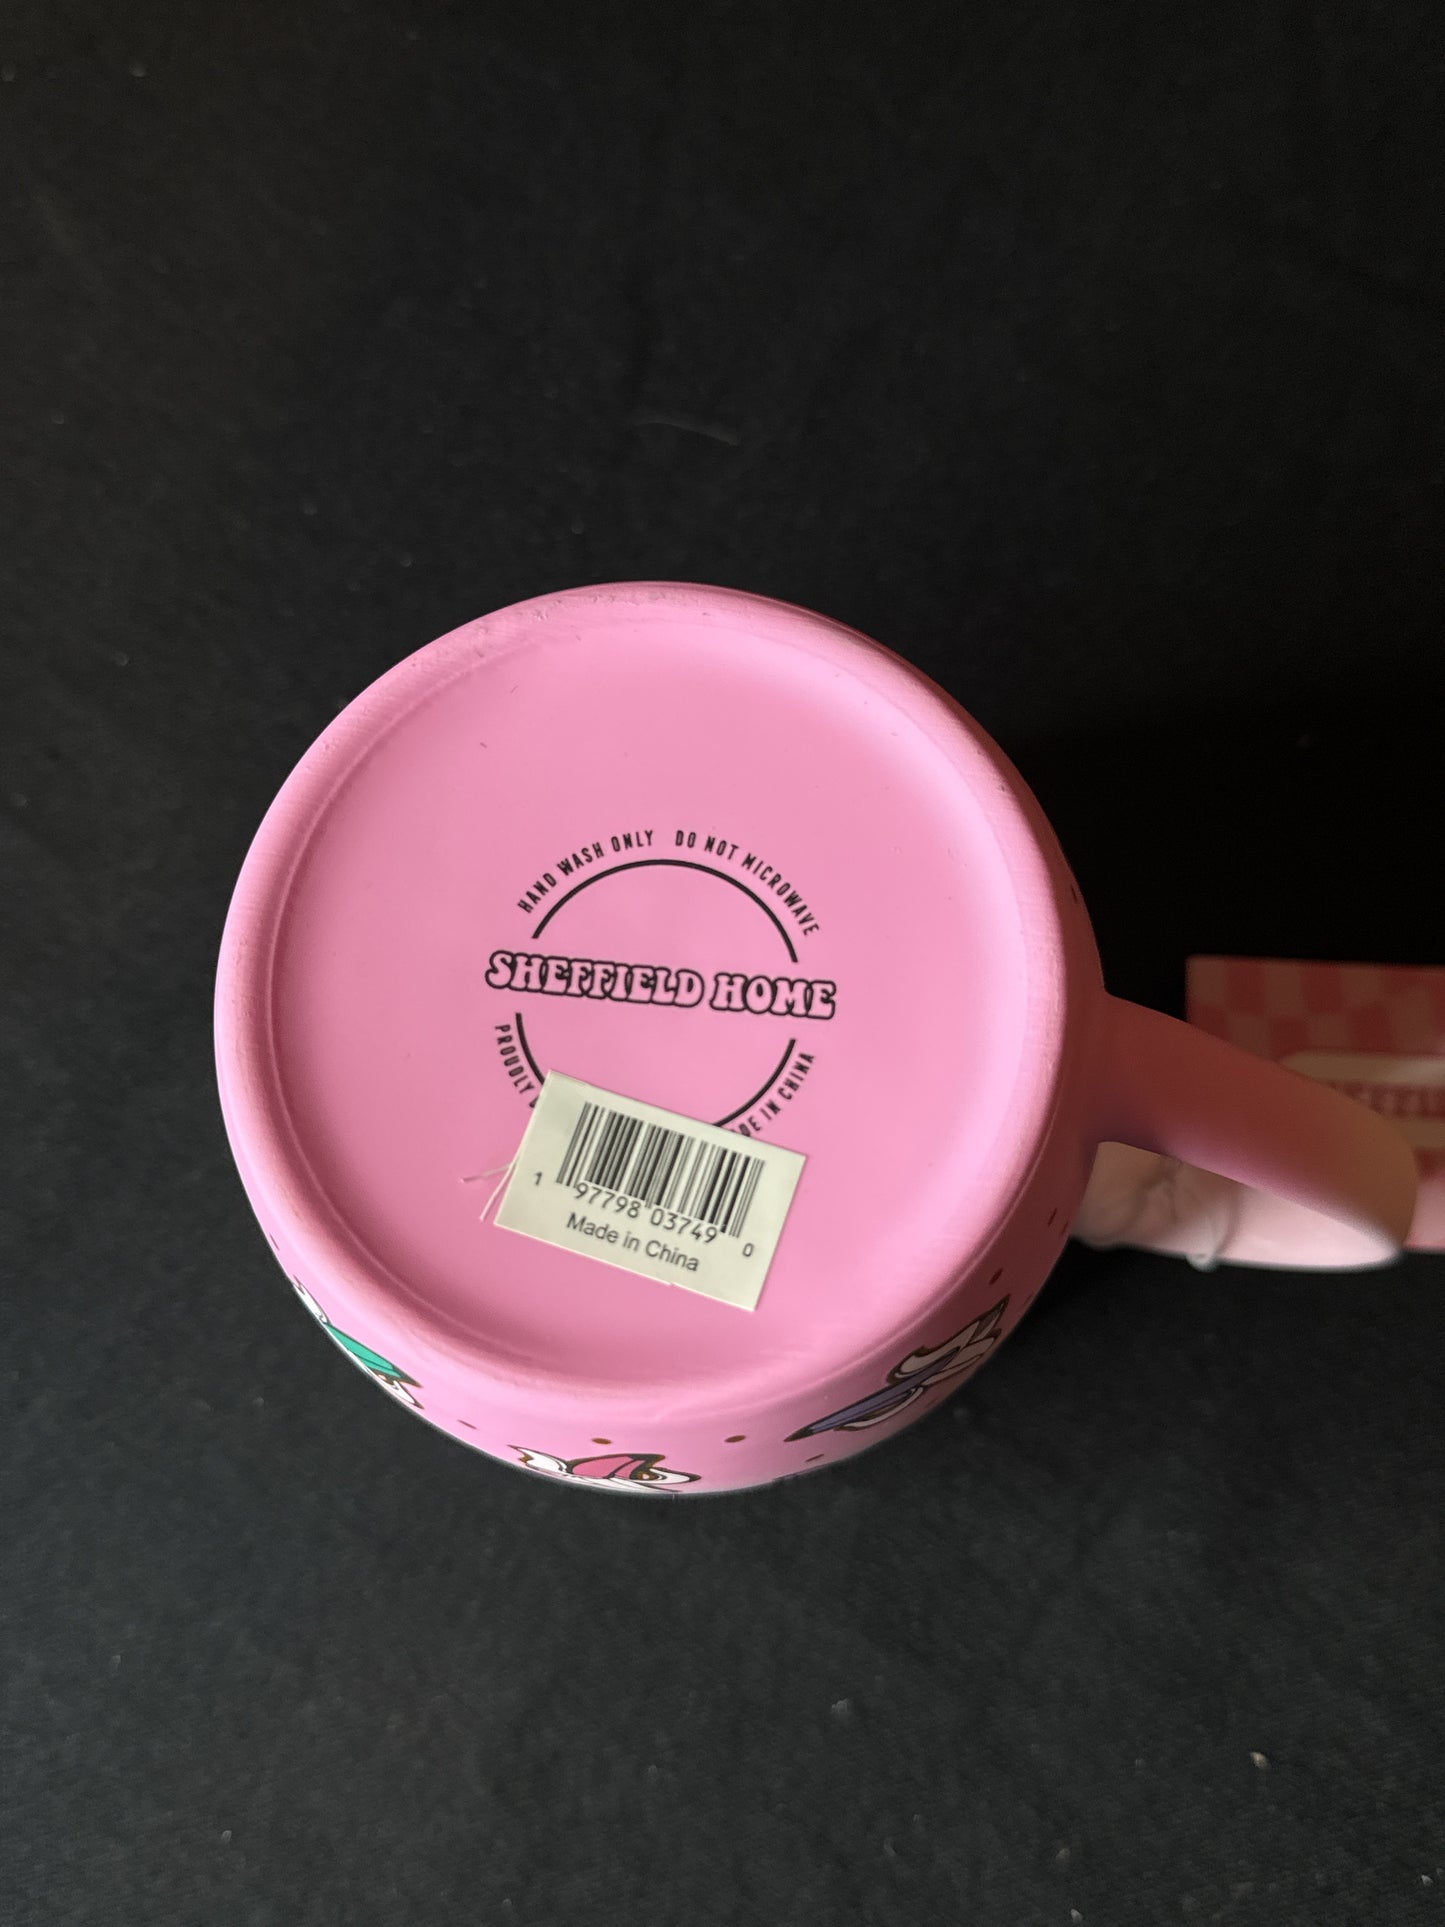 HAND WASH ONLY DO NOT MICROWAVE
SHEFFIELD HOME
PROUDLY
IN CHINA
1 97798 03749 0
Made in China